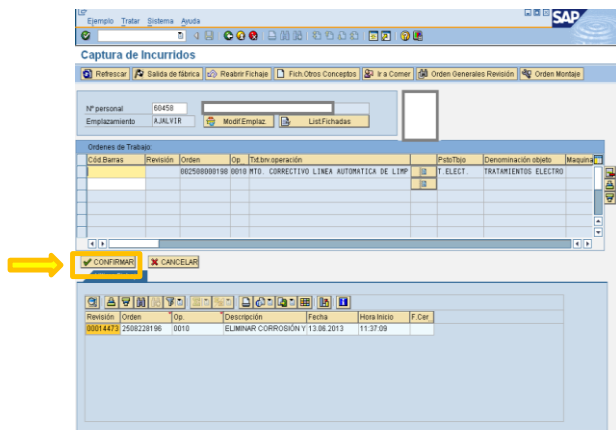 Ejemplo Tratar Sistema Ayuda
SAP
Captura de Incurridos
Refrescar Salida de fábrica Reabrir Fichaje Fich.Otros Conceptos Ir a Comer Orden Generales Revisión Orden Montaje
Nº personal 60458
Emplazamiento AJALVIR Modif.Emplaz. List.Fichadas
Ordenes de Trabajo:
Cód.Barras Revisión Orden Op. Txt.brv.operación PstoTbjo Denominación objeto Maquina
002508008198 0010 MTO. CORRECTIVO LINEA AUTOMATICA DE LIMP T.ELECT. TRATAMIENTOS ELECTRO
CONFIRMAR CANCELAR
Revisión Orden Op. Descripción Fecha Hora Inicio F.Cer.
00014473 2508228196 0010 ELIMINAR CORROSIÓN Y 13.06.2013 11:37:09